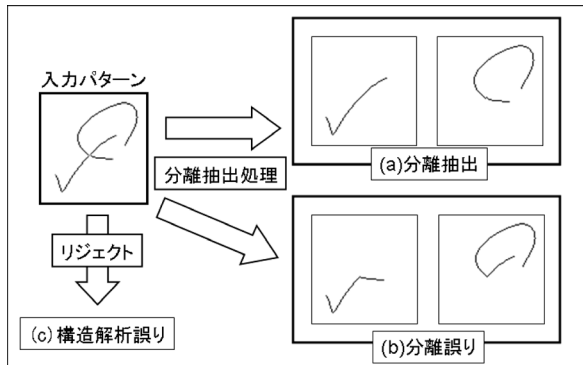 入力パターン
分離抽出処理
(a)分離抽出
リジェクト
(c)構造解析誤り
(b)分離誤り